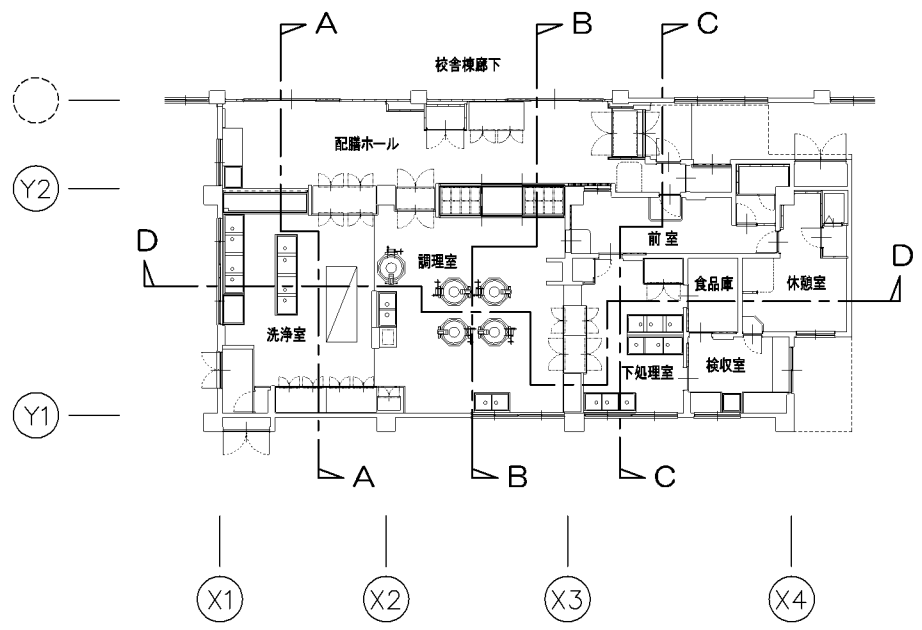 A
B
C
校舎棟廊下
配膳ホール
Y2
D
調理室
前室
D
食品庫
休憩室
洗浄室
下処理室
検収室
Y1
A
B
C
X1
X2
X3
X4